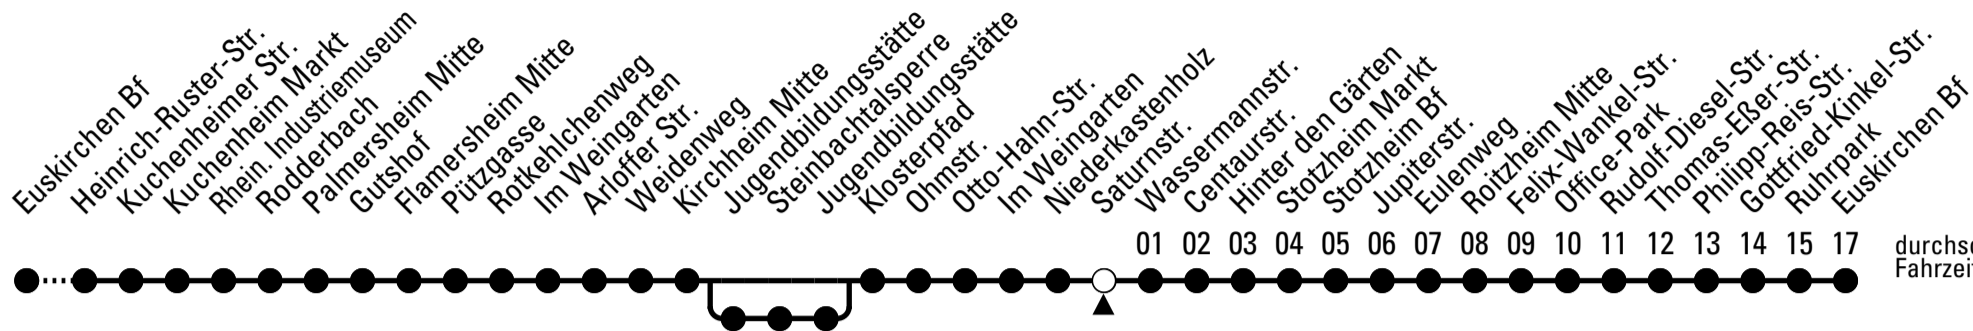 Euskirchen Bf
Heinrich-Ruster-Str.
Kuchenheimer Str.
Kuchenheim Markt
Rhein. Industriemuseum
Rodderbach
Palmersheim Mitte
Gutshof
Flamersheim Mitte
Pützgasse
Rotkehlchenweg
Im Weingarten
Arloffer Str.
Weidenweg
Kirchheim Mitte
Jugendbildungsstätte
Steinbachtalsperre
Jugendbildungsstätte
Klosterpfad
Ohmstr.
Otto-Hahn-Str.
Im Weingarten
Niederkastenholz
Saturnstr.
Wassermannstr.
Centaurstr.
Hinter den Gärten
Stotzheim Markt
Stotzheim Bf
Jupiterstr.
Eulenweg
Roitzheim Mitte
Felix-Wankel-Str.
Office-Park
Rudolf-Diesel-Str.
Thomas-Eßer-Str.
Philipp-Reis-Str.
Gottfried-Kinkel-Str.
Ruhrpark
Euskirchen Bf
01 02 03 04 05 06 07 08 09 10 11 12 13 14 15 17
durchsc
Fahrzeit